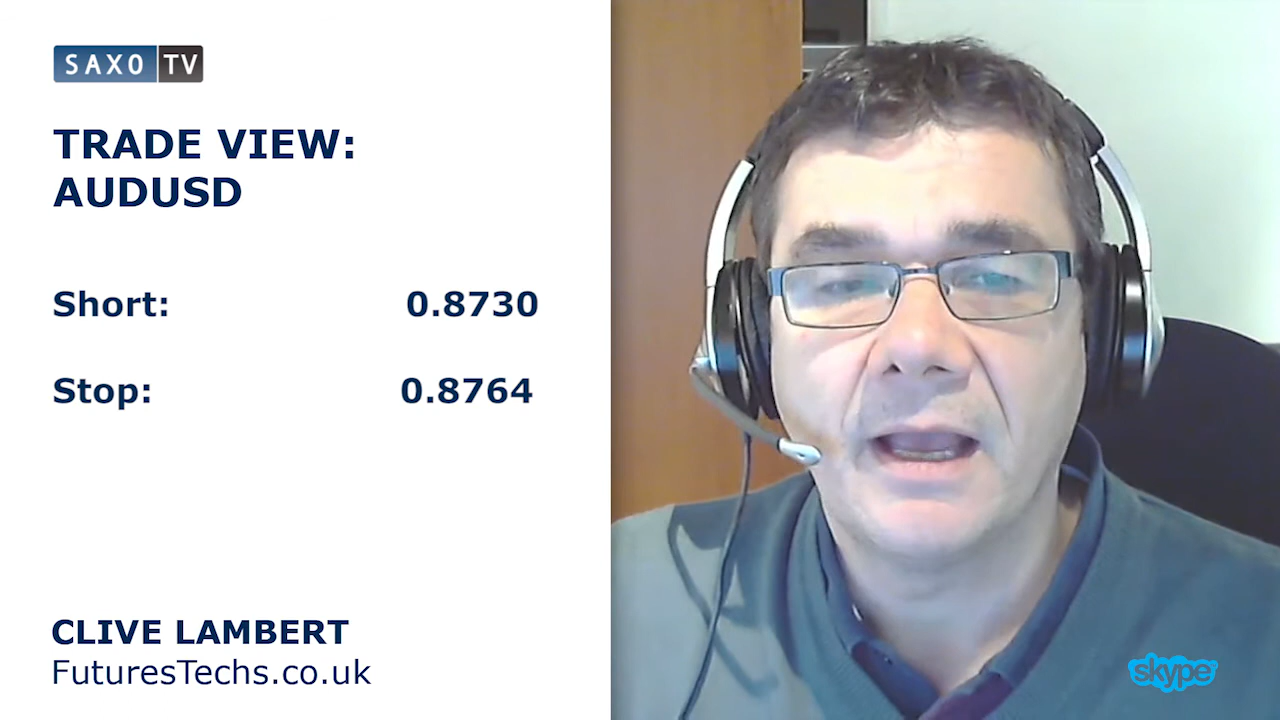 SAXO TV
TRADE VIEW:
AUDUSD
Short: 0.8730
Stop: 0.8764
CLIVE LAMBERT
FuturesTechs.co.uk
skype